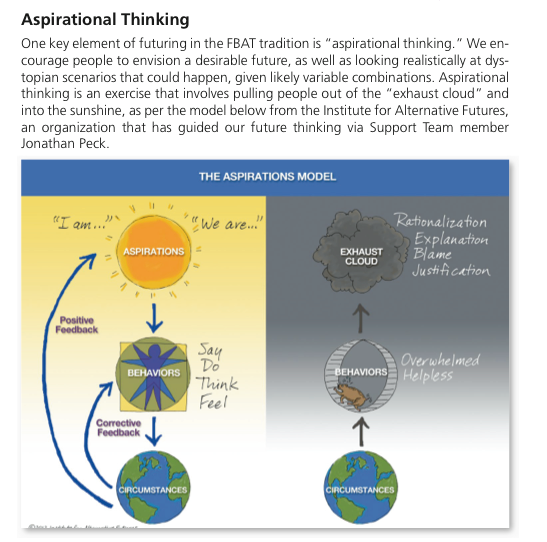 Aspirational Thinking
One key element of futuring in the FBAT tradition is “aspirational thinking.” We en-
courage people to envision a desirable future, as well as looking realistically at dys-
topian scenarios that could happen, given likely variable combinations. Aspirational
thinking is an exercise that involves pulling people out of the “exhaust cloud” and
into the sunshine, as per the model below from the Institute for Alternative Futures,
an organization that has guided our future thinking via Support Team member
Jonathan Peck.
THE ASPIRATIONS MODEL
"I am..."
"We are..."
ASPIRATIONS
Positive
Feedback
BEHAVIORS
Say
Do
Think
Feel
Corrective
Feedback
CIRCUMSTANCES
Rationalization
Explanation
Blame
Justification
EXHAUST
CLOUD
BEHAVIORS
Overwhelmed
Helpless
CIRCUMSTANCES